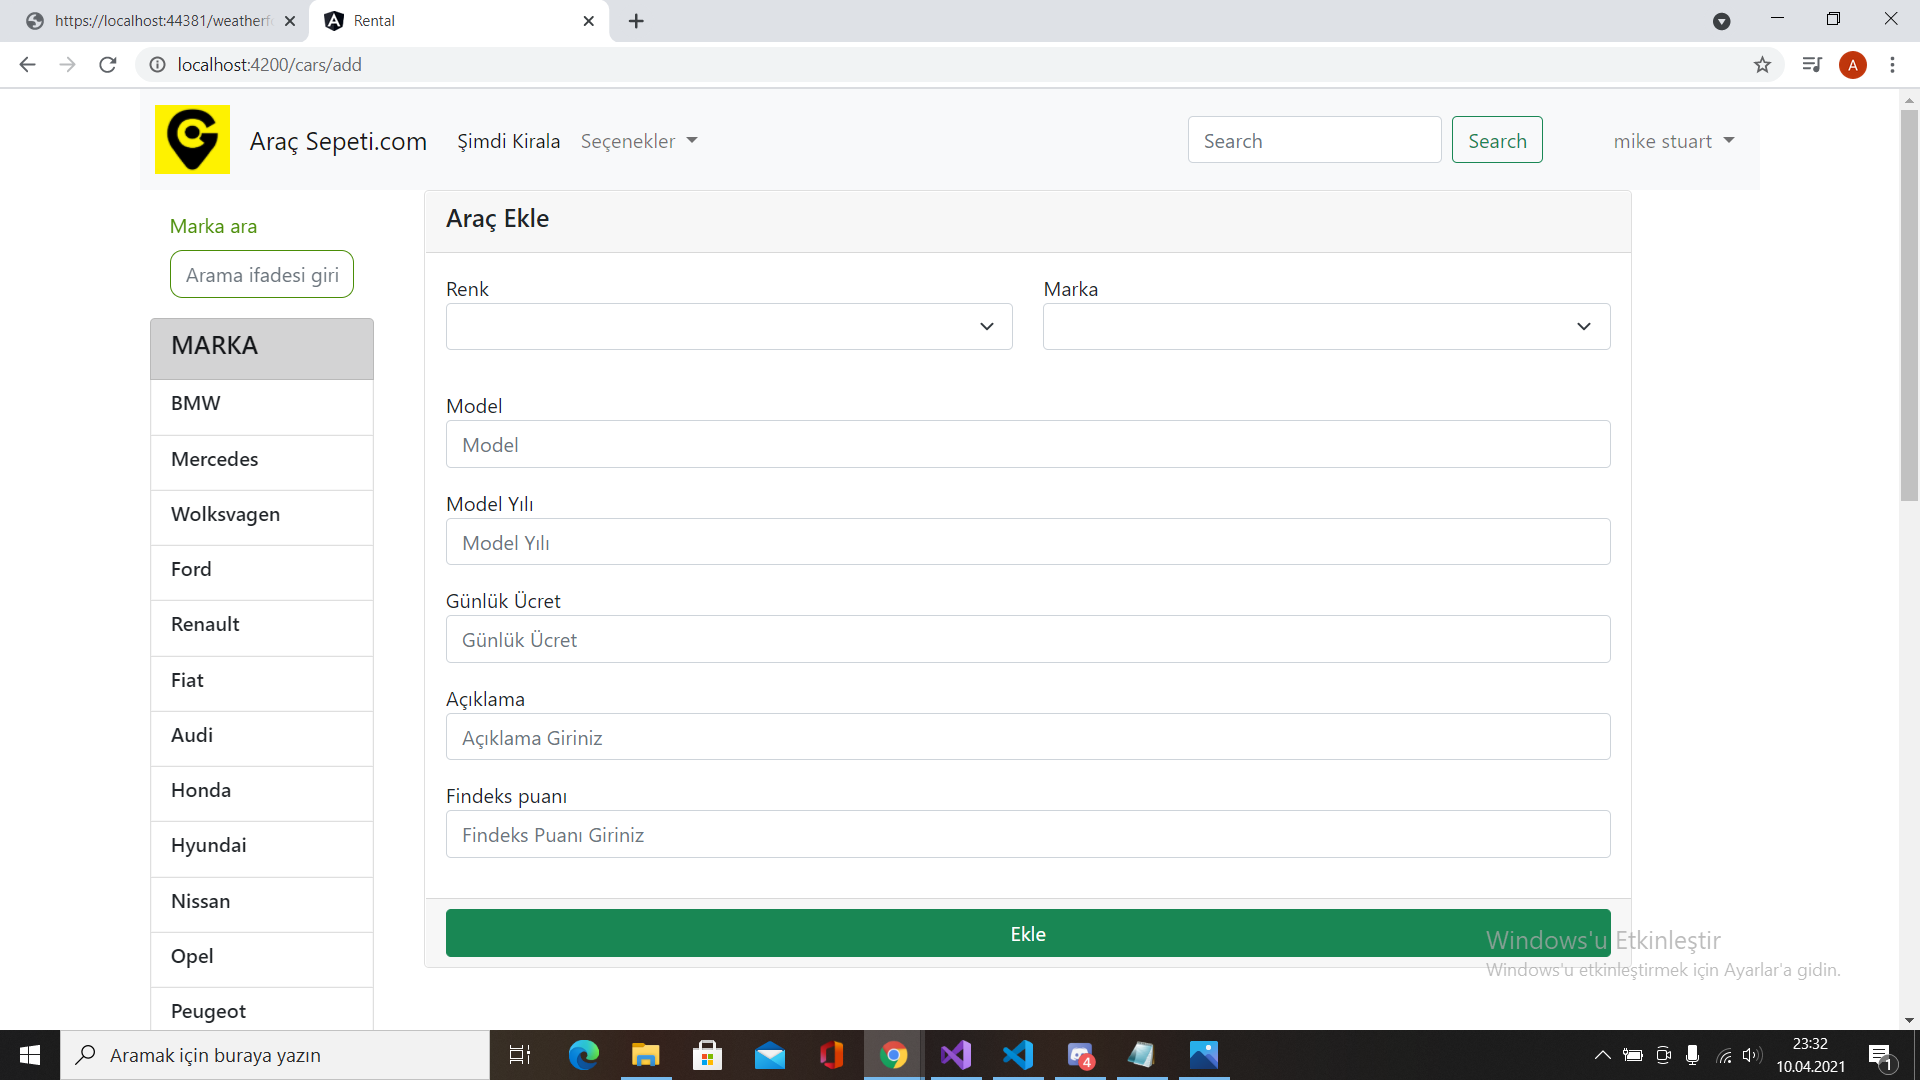 https://localhost:44381/weatherf
Rental
localhost:4200/cars/add
A
Araç Sepeti.com
Şimdi Kirala
Seçenekler
Search
Search
mike stuart
Marka ara
Arama ifadesi giri
MARKA
BMW
Mercedes
Wolksvagen
Ford
Renault
Fiat
Audi
Honda
Hyundai
Nissan
Opel
Peugeot
Araç Ekle
Renk
Marka
Model
Model
Model Yılı
Model Yılı
Günlük Ücret
Günlük Ücret
Açıklama
Açıklama Giriniz
Findeks puanı
Findeks Puanı Giriniz
Ekle
Windows'u Etkinleştir
Windows'u etkinleştirmek için Ayarlar'a gidin.
Aramak için buraya yazın
4
23:32
10.04.2021
1